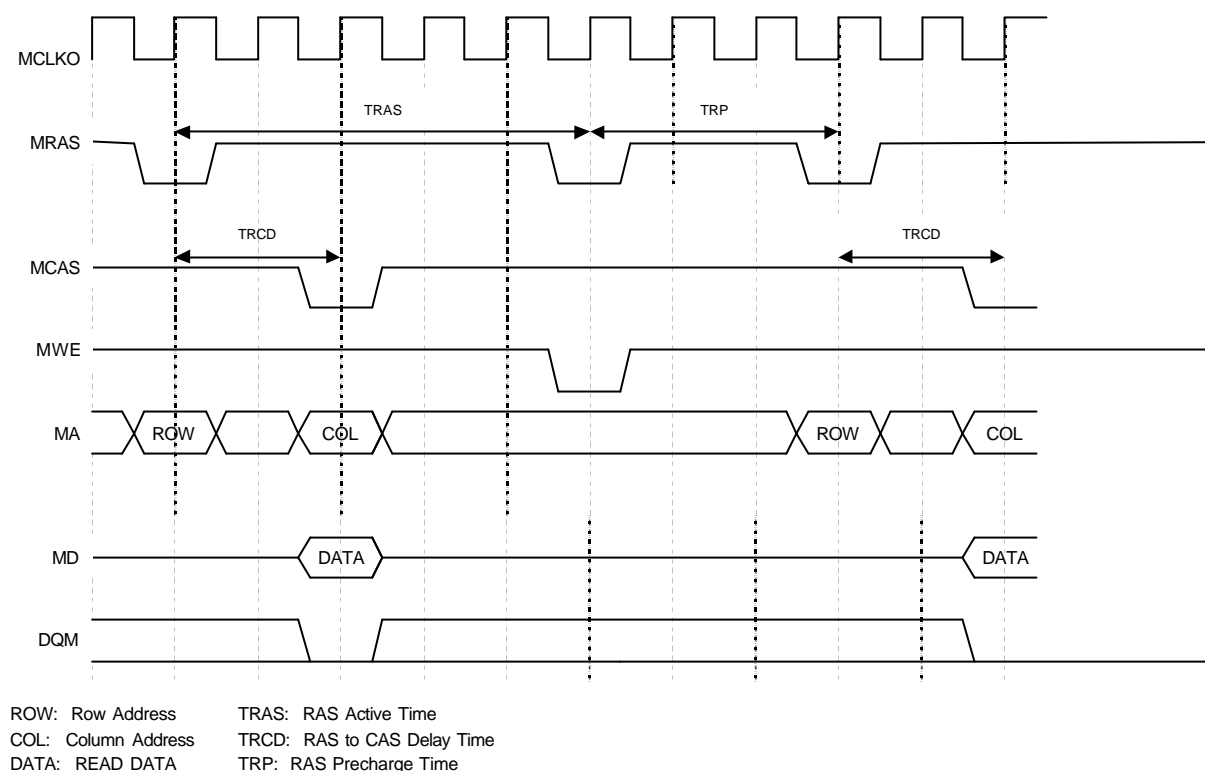 MCLKO
TRAS
TRP
MRAS
TRCD
TRCD
MCAS
MWE
MA
ROW
COL
ROW
COL
MD
DATA
DATA
DQM
ROW: Row Address
TRAS: RAS Active Time
COL: Column Address
TRCD: RAS to CAS Delay Time
DATA: READ DATA
TRP: RAS Precharge Time